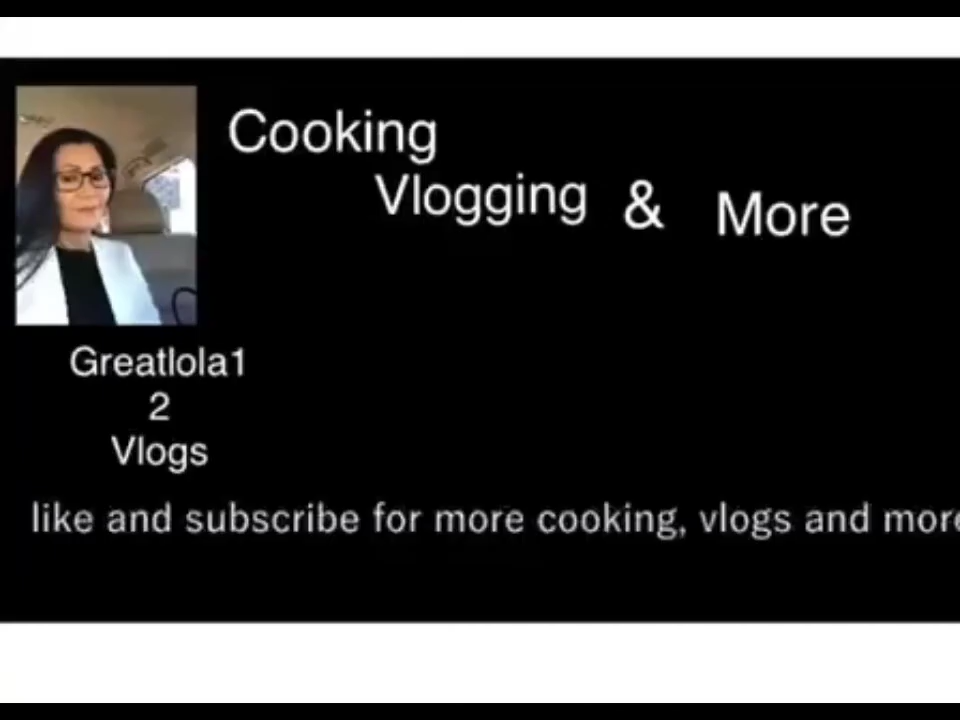 Cooking
Vlogging & More
Greatlola1
2
Vlogs
like and subscribe for more cooking, vlogs and more